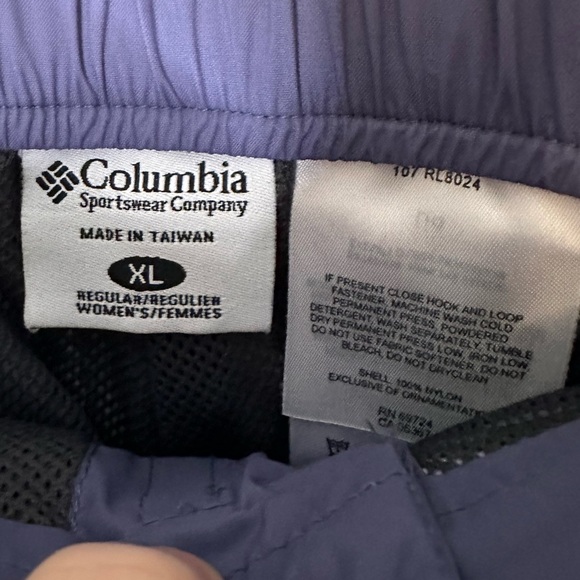 Columbia
Sportswear Company
MADE IN TAIWAN
XL
REGULAR/REGULIER
WOMEN'S/FEMMES
107 RL8024
IF PRESENT CLOSE HOOK AND LOOP
FASTENER. MACHINE WASH COLD
PERMANENT PRESS, POWDERED
DETERGENT. WASH SEPARATELY. TUMBLE
DRY PERMANENT PRESS LOW, IRON LOW
DO NOT USE FABRIC SOFTENER. DO NOT
BLEACH, DO NOT DRYCLEAN
SHELL: 100% NYLON
EXCLUSIVE OF ORNAMENTATION
RN 69724
CA